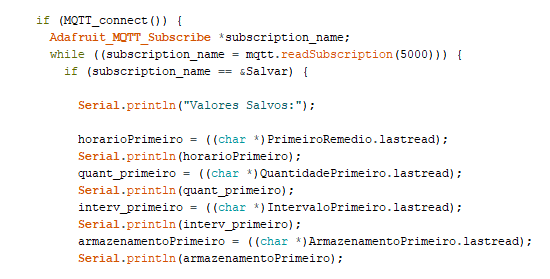 if (MQTT_connect()) {
Adafruit_MQTT_Subscribe *subscription_name;
while ((subscription_name = mqtt.readSubscription(5000))) {
if (subscription_name == &Salvar) {
Serial.println("Valores Salvos:");
horarioPrimeiro = ((char *)PrimeiroRemedio.lastread);
Serial.println(horarioPrimeiro);
quant_primeiro = ((char *)QuantidadePrimeiro.lastread);
Serial.println(quant_primeiro);
interv_primeiro = ((char *)IntervaloPrimeiro.lastread);
Serial.println(interv_primeiro);
armazenamentoPrimeiro = ((char *)ArmazenamentoPrimeiro.lastread);
Serial.println(armazenamentoPrimeiro);